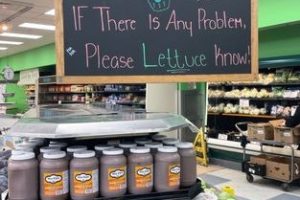 IF There Is Any Problem,
Please Lettuce Know!